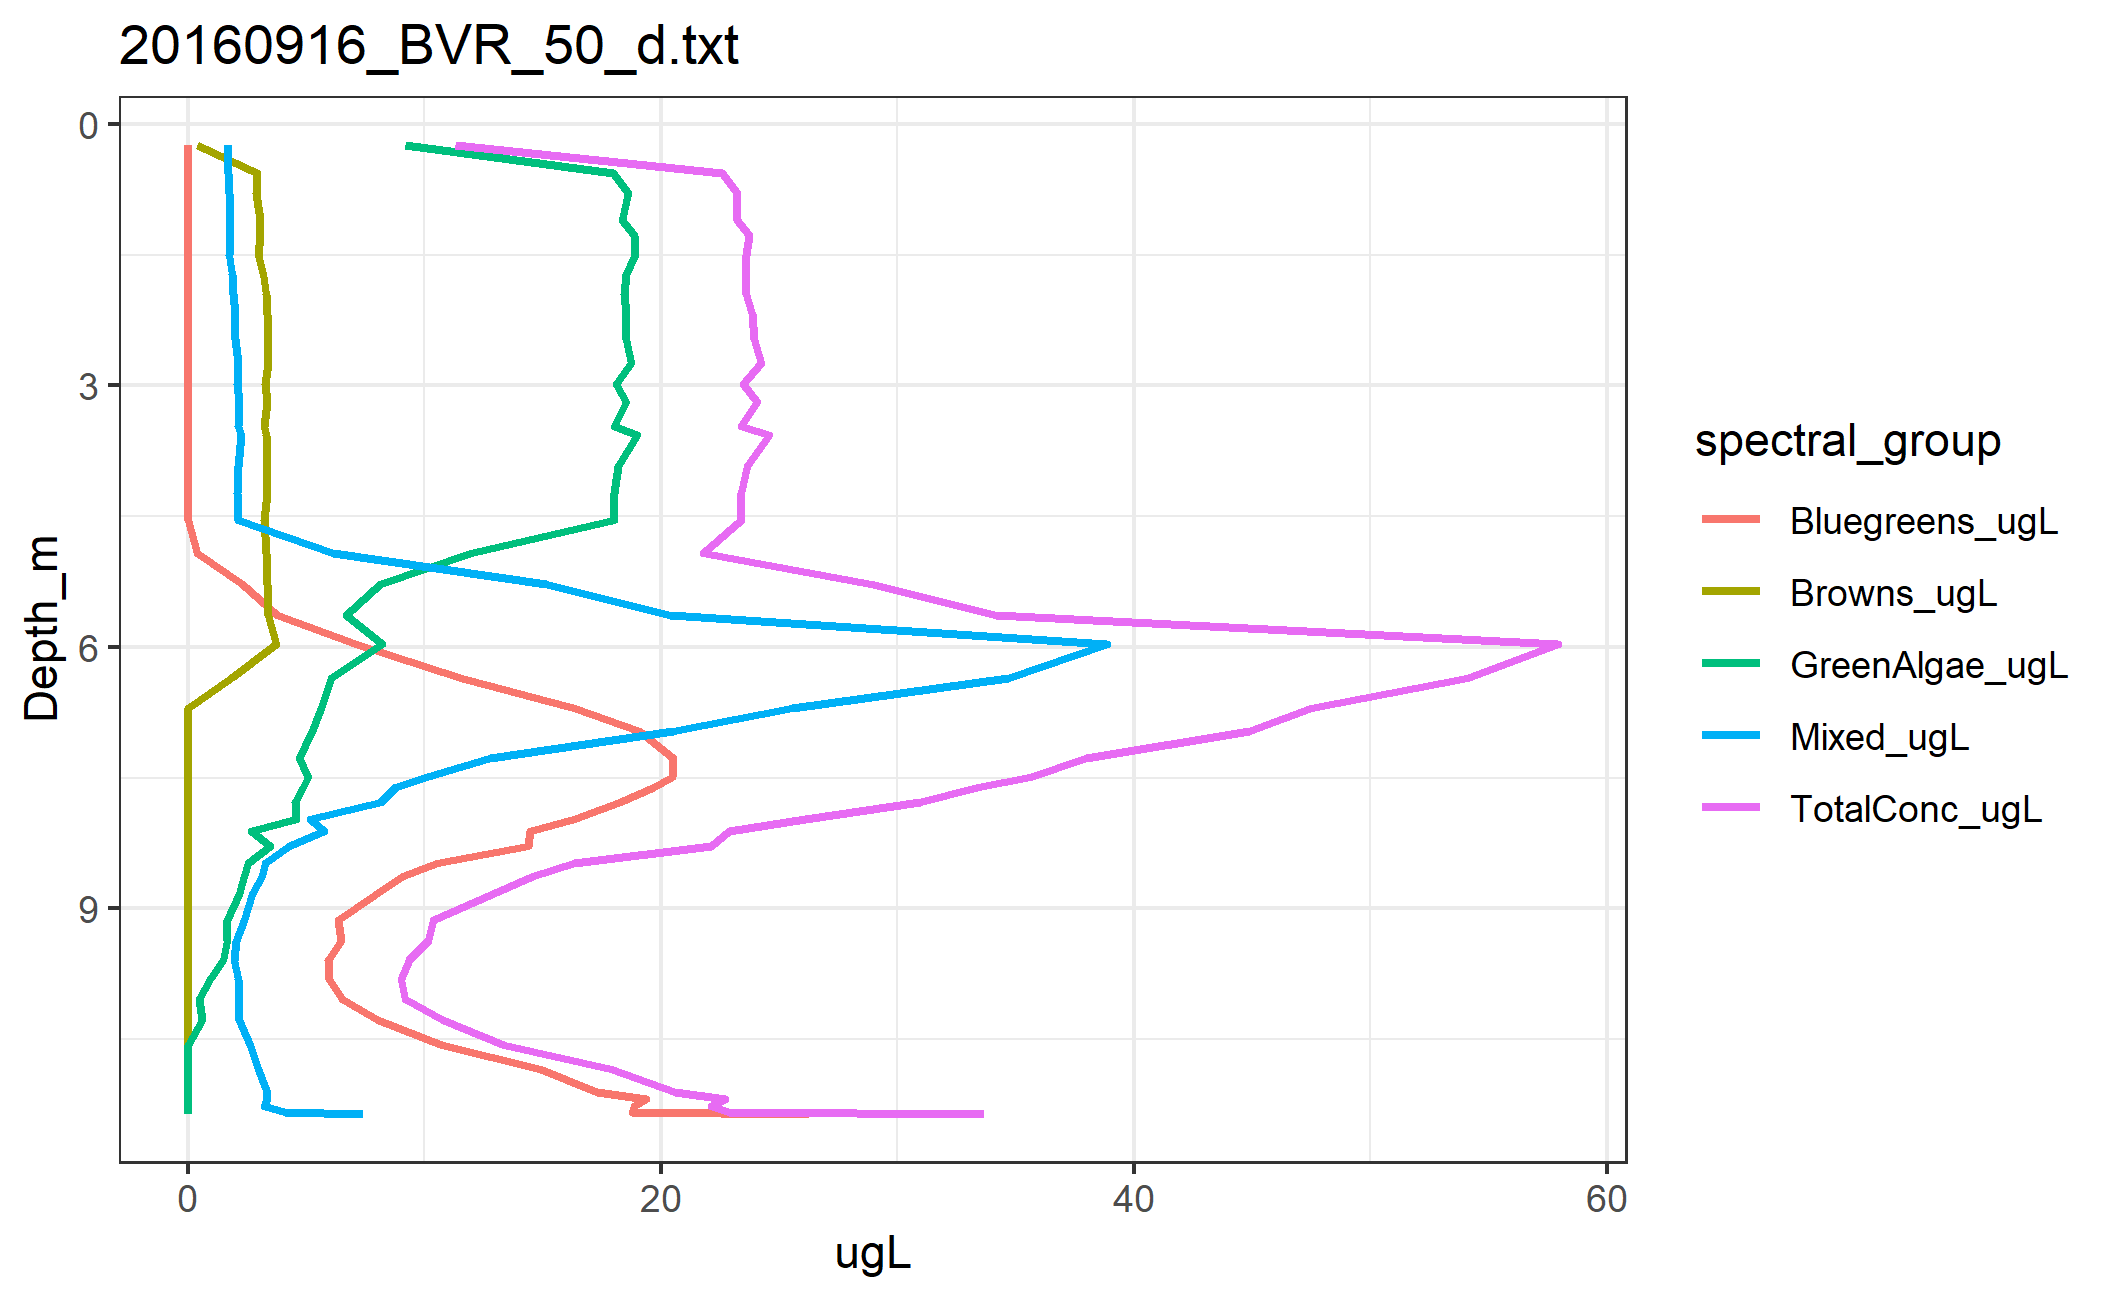 20160916_BVR_50_d.txt
0
3
6
9
Depth_m
0
20
40
60
ugL
spectral_group
Bluegreens_ugL
Browns_ugL
GreenAlgae_ugL
Mixed_ugL
TotalConc_ugL